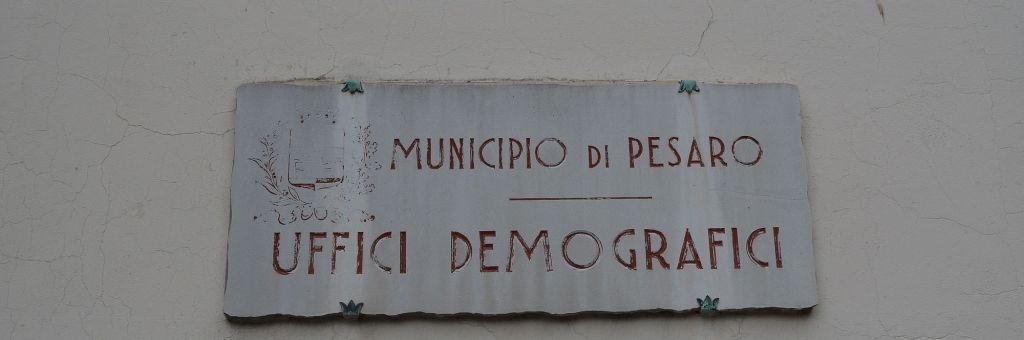 MUNICIPIO DI PESARO
UFFICI DEMOGRAFICI